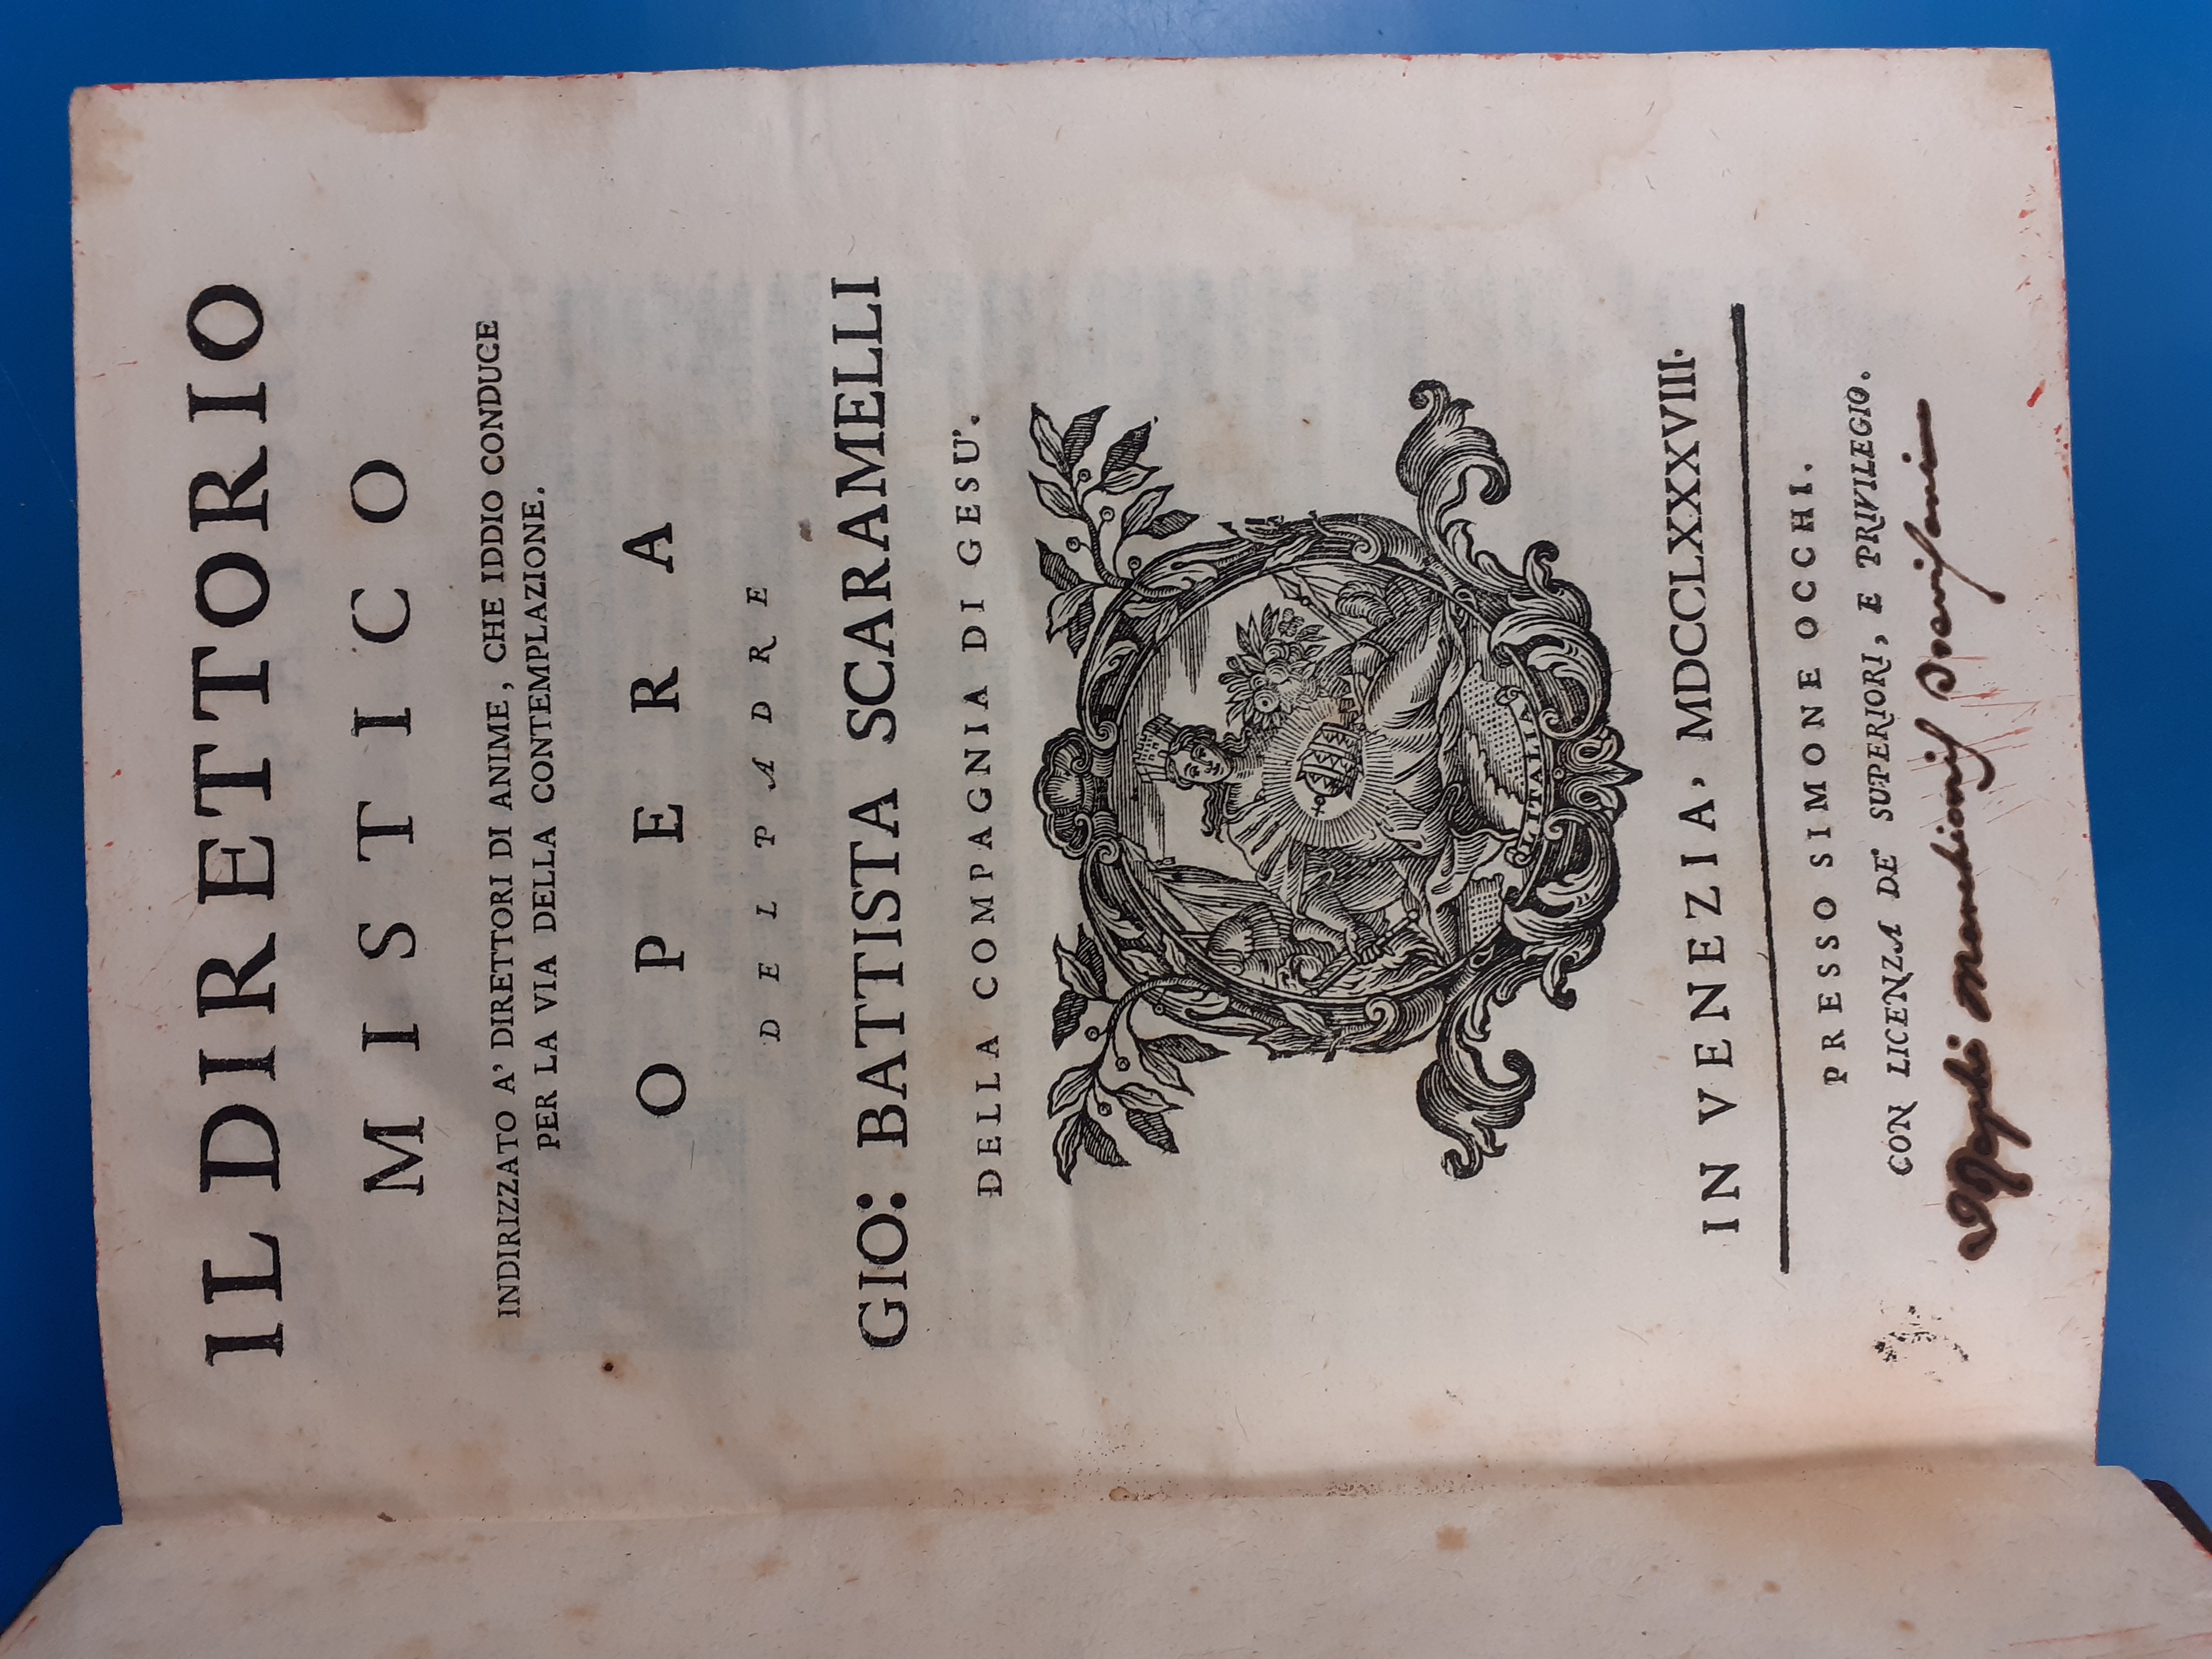 IL DIRETTORIO
MISTICO
INDIRIZZATO A' DIRETTORI DI ANIME, CHE IDDIO CONDUCE
PER LA VIA DELLA CONTEMPLAZIONE.
OPERA
DEL PADRE
GIO: BATTISTA SCARAMELLI
DELLA COMPAGNIA DI GESU'.
L'ITALIA
IN VENEZIA, MDCCLXXXVIII.
PRESSO SIMONE OCCHI.
CON LICENZA DE' SUPERIORI, E PRIVILEGIO.